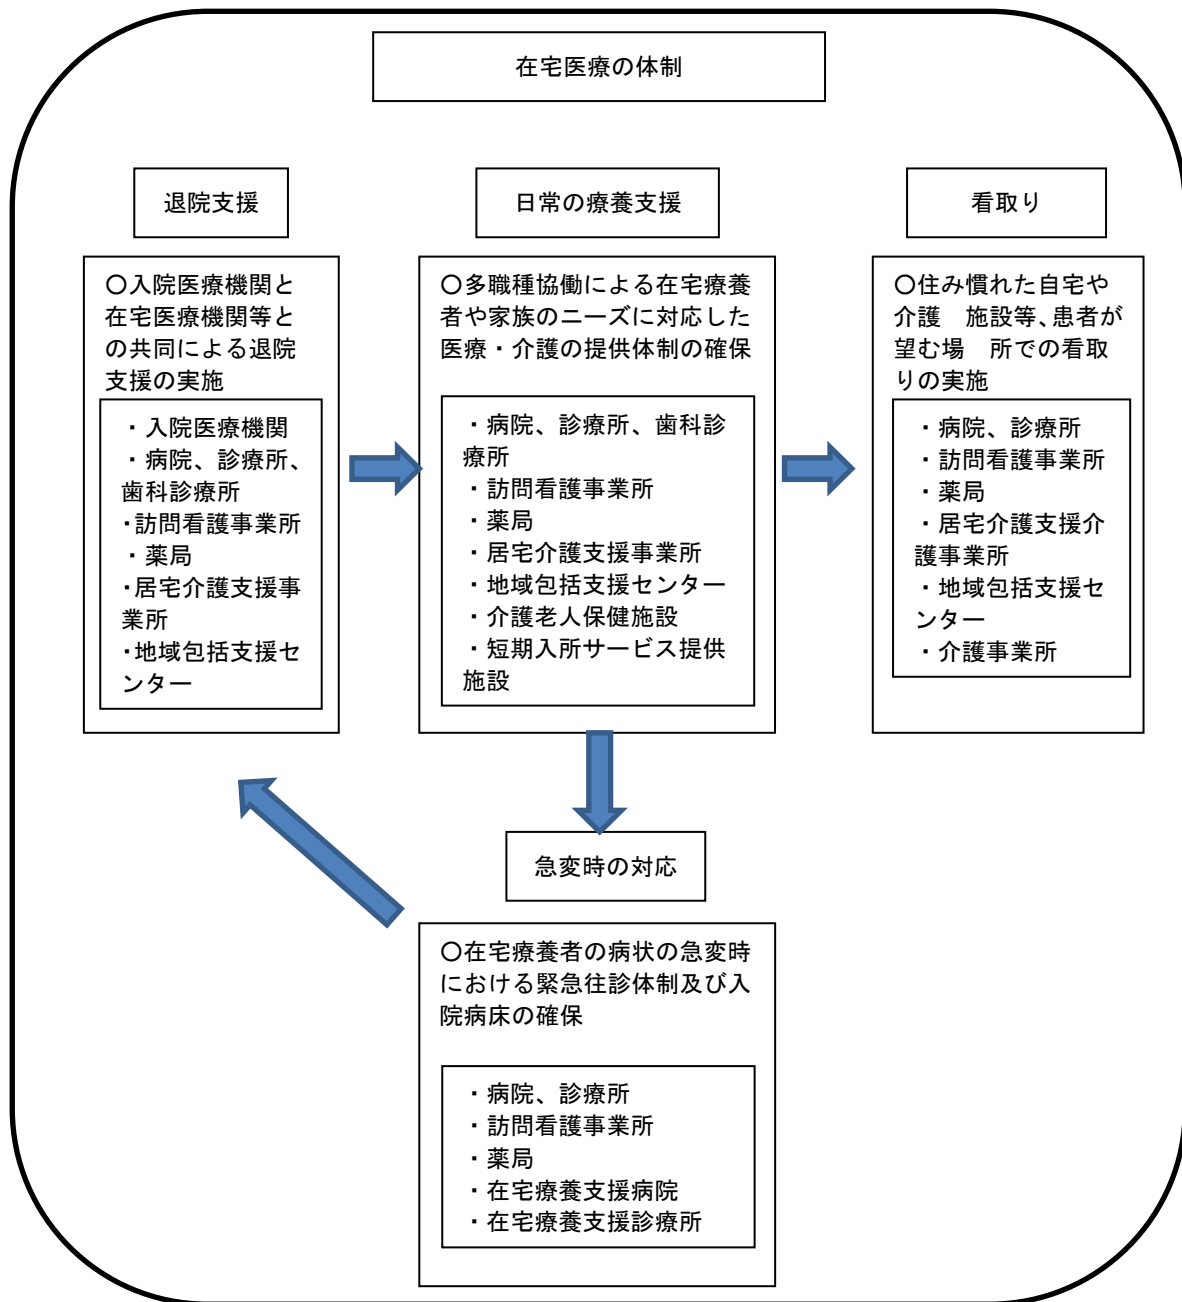 在宅医療の体制
退院支援
〇入院医療機関と
在宅医療機関等と
の共同による退院
支援の実施
・入院医療機関
・病院、診療所、
歯科診療所
・訪問看護事業所
・薬局
・居宅介護支援事
業所
・地域包括支援セ
ンター
日常の療養支援
〇多職種協働による在宅療養
者や家族のニーズに対応した
医療・介護の提供体制の確保
・病院、診療所、歯科診
療所
・訪問看護事業所
・薬局
・居宅介護支援事業所
・地域包括支援センター
・介護老人保健施設
・短期入所サービス提供
施設
看取り
〇住み慣れた自宅や
介護　施設等、患者が
望む場　所での看取
りの実施
・病院、診療所
・訪問看護事業所
・薬局
・居宅介護支援介
護事業所
・地域包括支援セ
ンター
・介護事業所
急変時の対応
〇在宅療養者の病状の急変時
における緊急往診体制及び入
院病床の確保
・病院、診療所
・訪問看護事業所
・薬局
・在宅療養支援病院
・在宅療養支援診療所